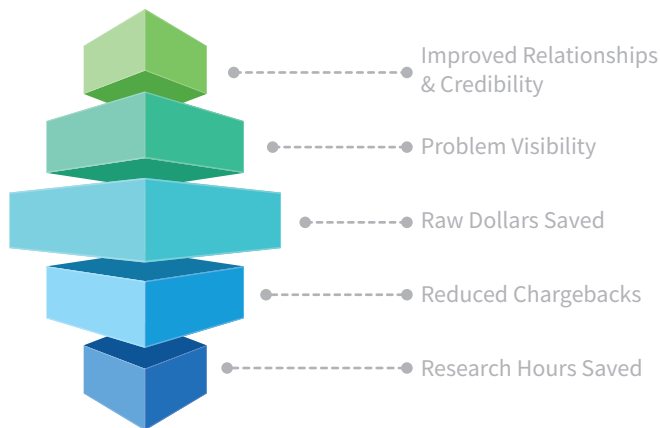 Improved Relationships
& Credibility
Problem Visibility
Raw Dollars Saved
Reduced Chargebacks
Research Hours Saved